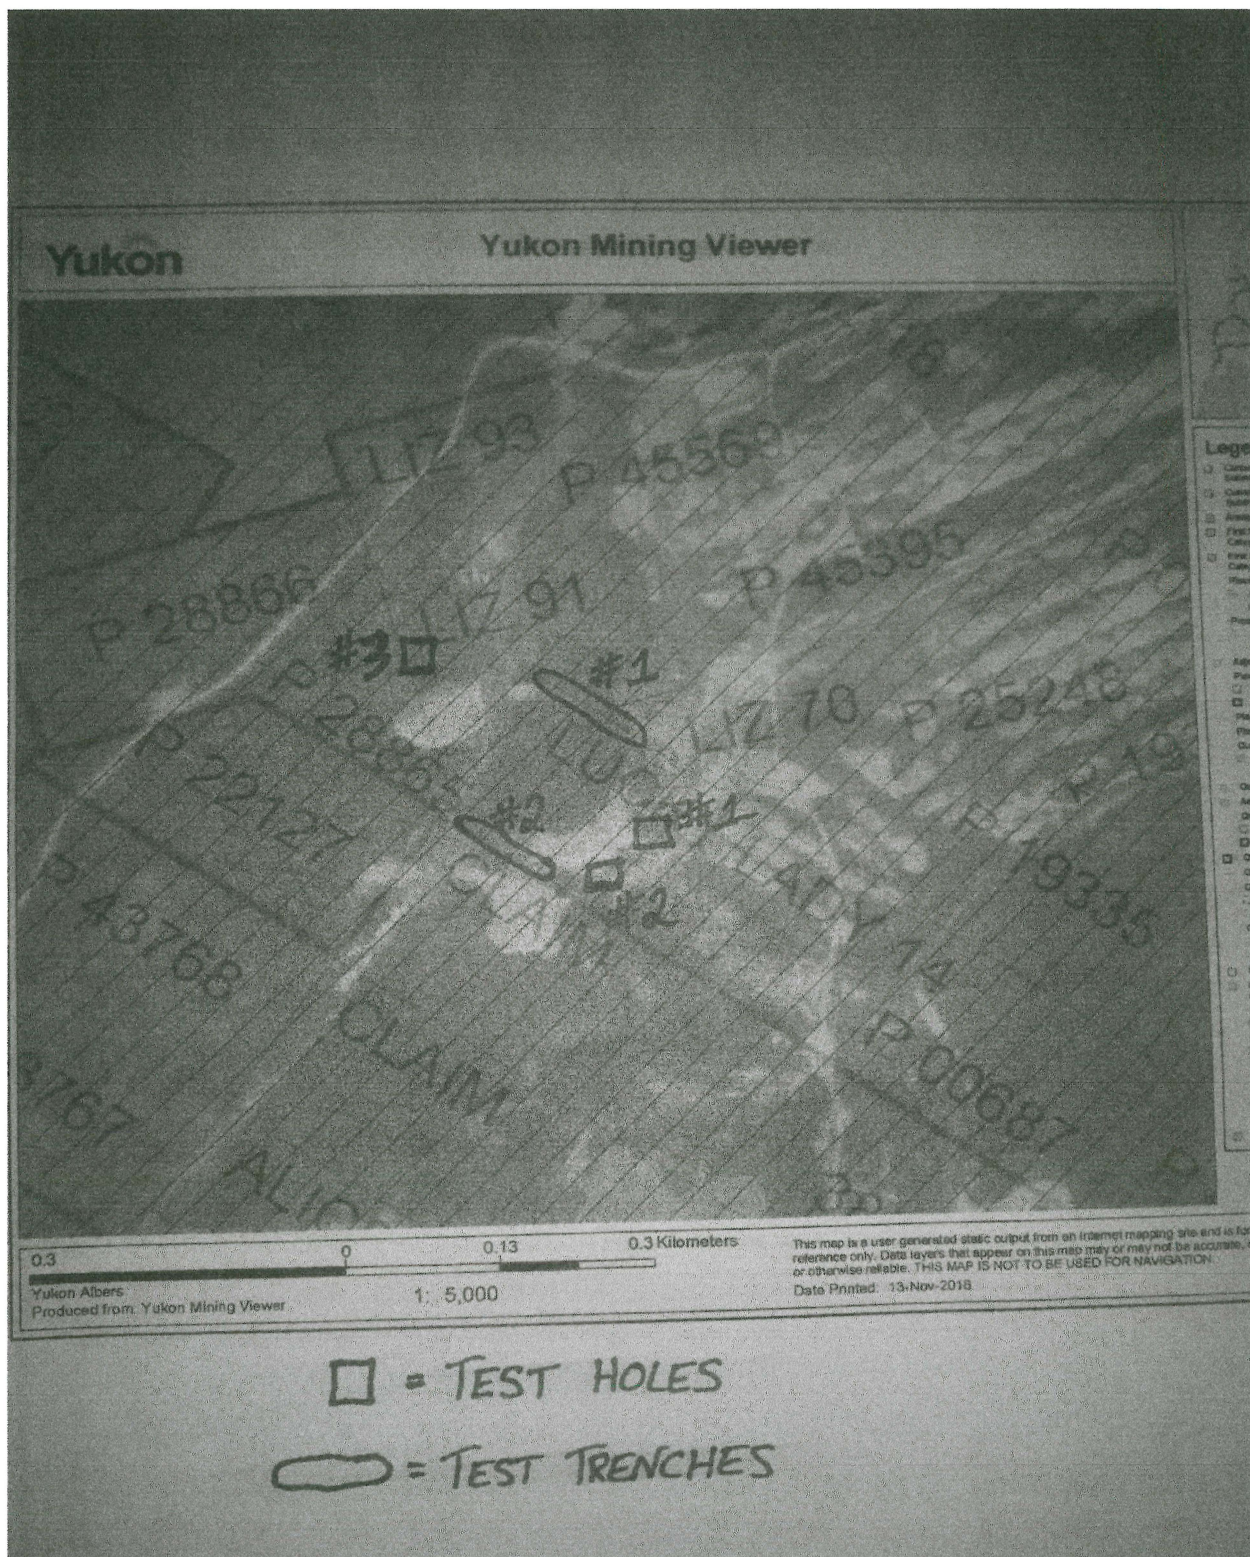 Yukon
Yukon Mining Viewer
LIZ 93
P 45569
P 45395
P 28866
LIZ 91
#3
#1
P 28865
LIZ 70
P 25248
P 22127
#2
#1
P 19335
CLAIM
#2
LADY 14
P 43768
CLAIM
P 00687
0.3 0 0.13 0.3 Kilometers
Yukon Albers
Produced from: Yukon Mining Viewer
1: 5,000
This map is a user generated static output from an internet mapping site and is for
reference only. Data layers that appear on this map may or may not be accurate,
or otherwise reliable. THIS MAP IS NOT TO BE USED FOR NAVIGATION.
Date Printed: 13-Nov-2018
= TEST HOLES
= TEST TRENCHES